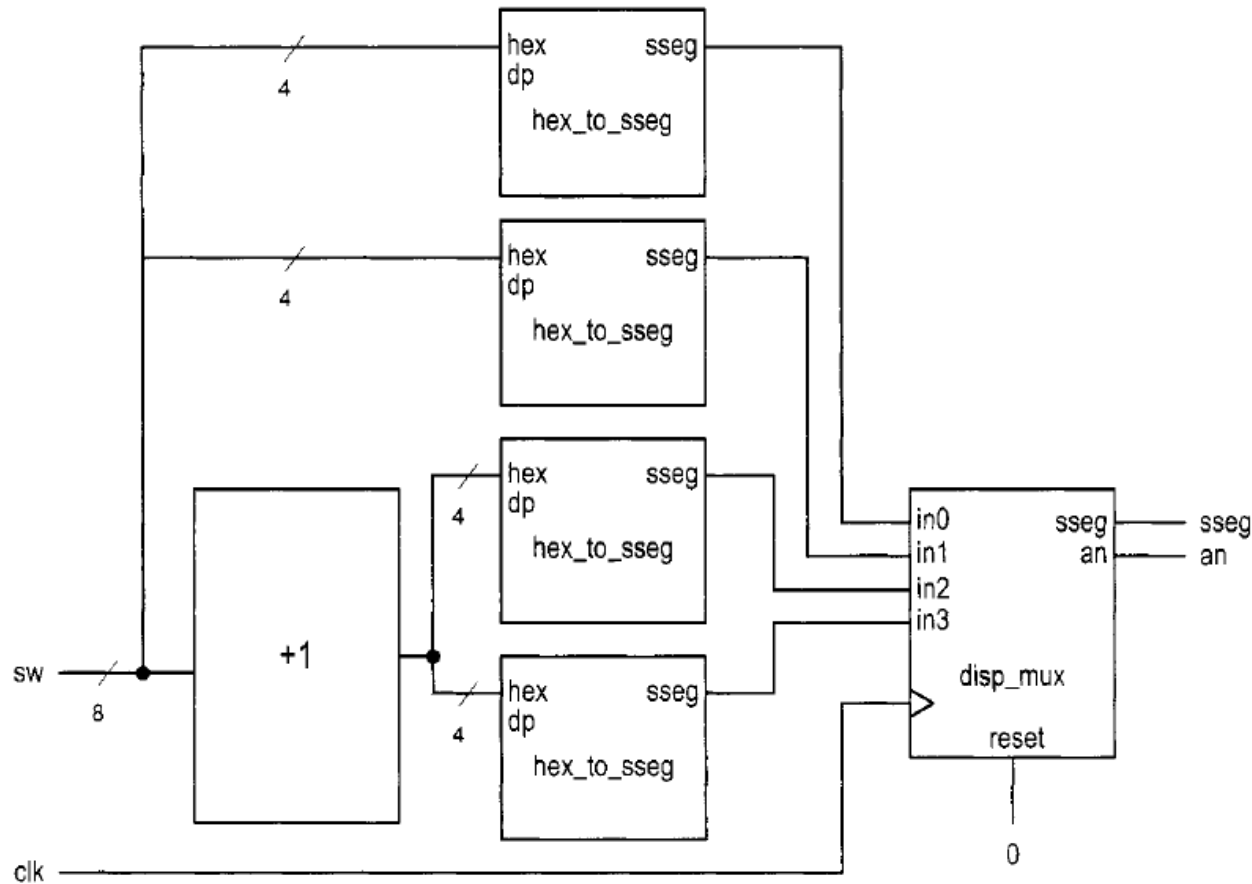 hex sseg
4 dp
hex_to_sseg
hex sseg
4 dp
hex_to_sseg
hex sseg
4 dp
hex_to_sseg
in0 sseg sseg
in1 an an
in2
in3
+1
sw
8
hex sseg
4 dp
hex_to_sseg
disp_mux
reset
0
clk